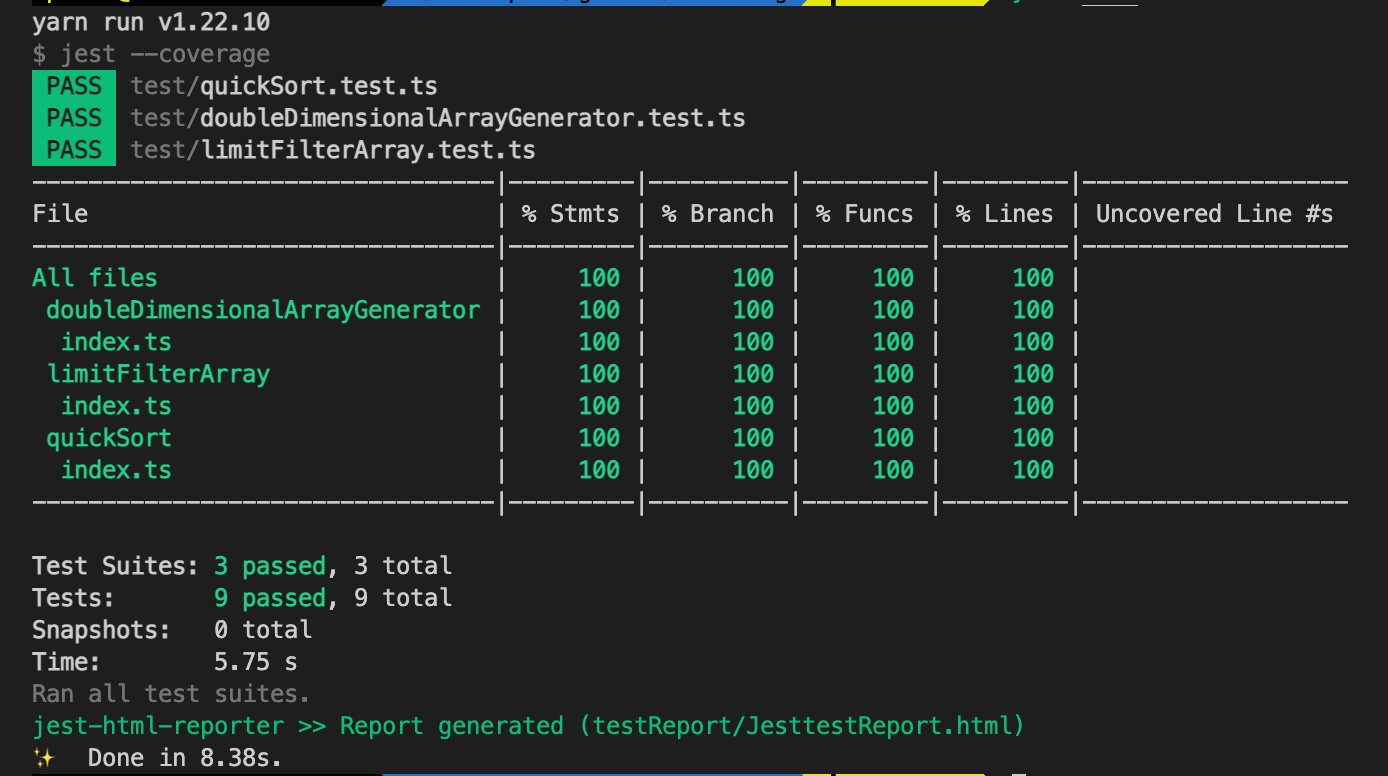 yarn run v1.22.10
$ jest --coverage
PASS test/quickSort.test.ts
PASS test/doubleDimensionalArrayGenerator.test.ts
PASS test/limitFilterArray.test.ts
---------------------------------|---------|----------|---------|---------|-------------------
File                             | % Stmts | % Branch | % Funcs | % Lines | Uncovered Line #s
---------------------------------|---------|----------|---------|---------|-------------------
All files                        |     100 |      100 |     100 |     100 |
 doubleDimensionalArrayGenerator |     100 |      100 |     100 |     100 |
  index.ts                       |     100 |      100 |     100 |     100 |
 limitFilterArray                |     100 |      100 |     100 |     100 |
  index.ts                       |     100 |      100 |     100 |     100 |
 quickSort                       |     100 |      100 |     100 |     100 |
  index.ts                       |     100 |      100 |     100 |     100 |
---------------------------------|---------|----------|---------|---------|-------------------
Test Suites: 3 passed, 3 total
Tests:       9 passed, 9 total
Snapshots:   0 total
Time:        5.75 s
Ran all test suites.
jest-html-reporter >> Report generated (testReport/JesttestReport.html)
✨  Done in 8.38s.